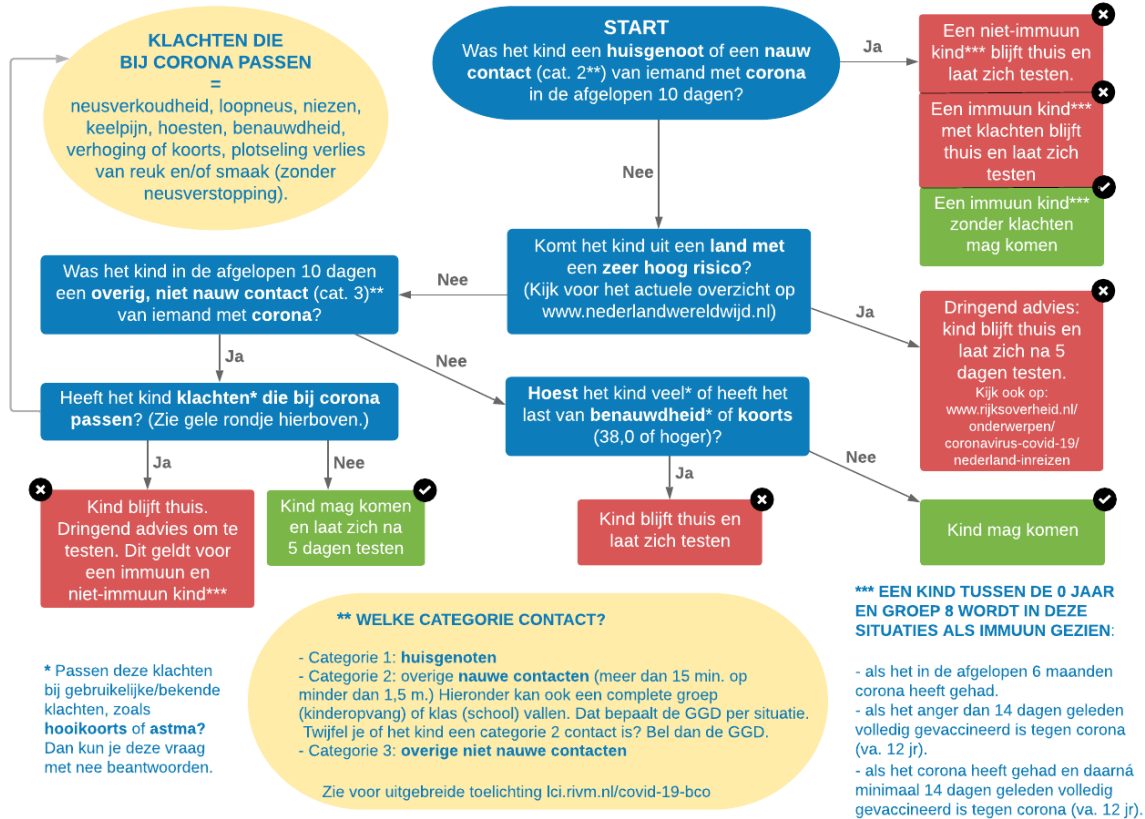 KLACHTEN DIE
BIJ CORONA PASSEN
=
neusverkoudheid, loopneus, niezen,
keelpijn, hoesten, benauwdheid,
verhoging of koorts, plotseling verlies
van reuk en/of smaak (zonder
neusverstopping).
START
Was het kind een huisgenoot of een nauw
contact (cat. 2**) van iemand met corona
in de afgelopen 10 dagen?
Ja
Een niet-immuun
kind*** blijft thuis en
laat zich testen.
Een immuun kind***
met klachten blijft
thuis en laat zich
testen
Een immuun kind***
zonder klachten
mag komen
Nee
Komt het kind uit een land met
een zeer hoog risico?
(Kijk voor het actuele overzicht op
www.nederlandwereldwijd.nl)
Ja
Dringend advies:
kind blijft thuis en
laat zich na 5
dagen testen.
Kijk ook op:
www.rijksoverheid.nl/
onderwerpen/
coronavirus-covid-19/
nederland-inreizen
Nee
Was het kind in de afgelopen 10 dagen
een overig, niet nauw contact (cat. 3)**
van iemand met corona?
Ja
Nee
Heeft het kind klachten* die bij corona
passen? (Zie gele rondje hierboven.)
Ja
Nee
Kind blijft thuis.
Dringend advies om te
testen. Dit geldt voor
een immuun en
niet-immuun kind***
Kind mag komen
en laat zich na
5 dagen testen
Hoest het kind veel* of heeft het
last van benauwdheid* of koorts
(38,0 of hoger)?
Ja
Nee
Kind blijft thuis en
laat zich testen
Kind mag komen
* Passen deze klachten
bij gebruikelijke/bekende
klachten, zoals
hooikoorts of astma?
Dan kun je deze vraag
met nee beantwoorden.
** WELKE CATEGORIE CONTACT?
- Categorie 1: huisgenoten
- Categorie 2: overige nauwe contacten (meer dan 15 min. op
minder dan 1,5 m.) Hieronder kan ook een complete groep
(kinderopvang) of klas (school) vallen. Dat bepaalt de GGD per situatie.
Twijfel je of het kind een categorie 2 contact is? Bel dan de GGD.
- Categorie 3: overige niet nauwe contacten
Zie voor uitgebreide toelichting lci.rivm.nl/covid-19-bco
*** EEN KIND TUSSEN DE 0 JAAR
EN GROEP 8 WORDT IN DEZE
SITUATIES ALS IMMUUN GEZIEN:
- als het in de afgelopen 6 maanden
corona heeft gehad.
- als het anger dan 14 dagen geleden
volledig gevaccineerd is tegen corona
(va. 12 jr).
- als het corona heeft gehad en daarná
minimaal 14 dagen geleden volledig
gevaccineerd is tegen corona (va. 12 jr).